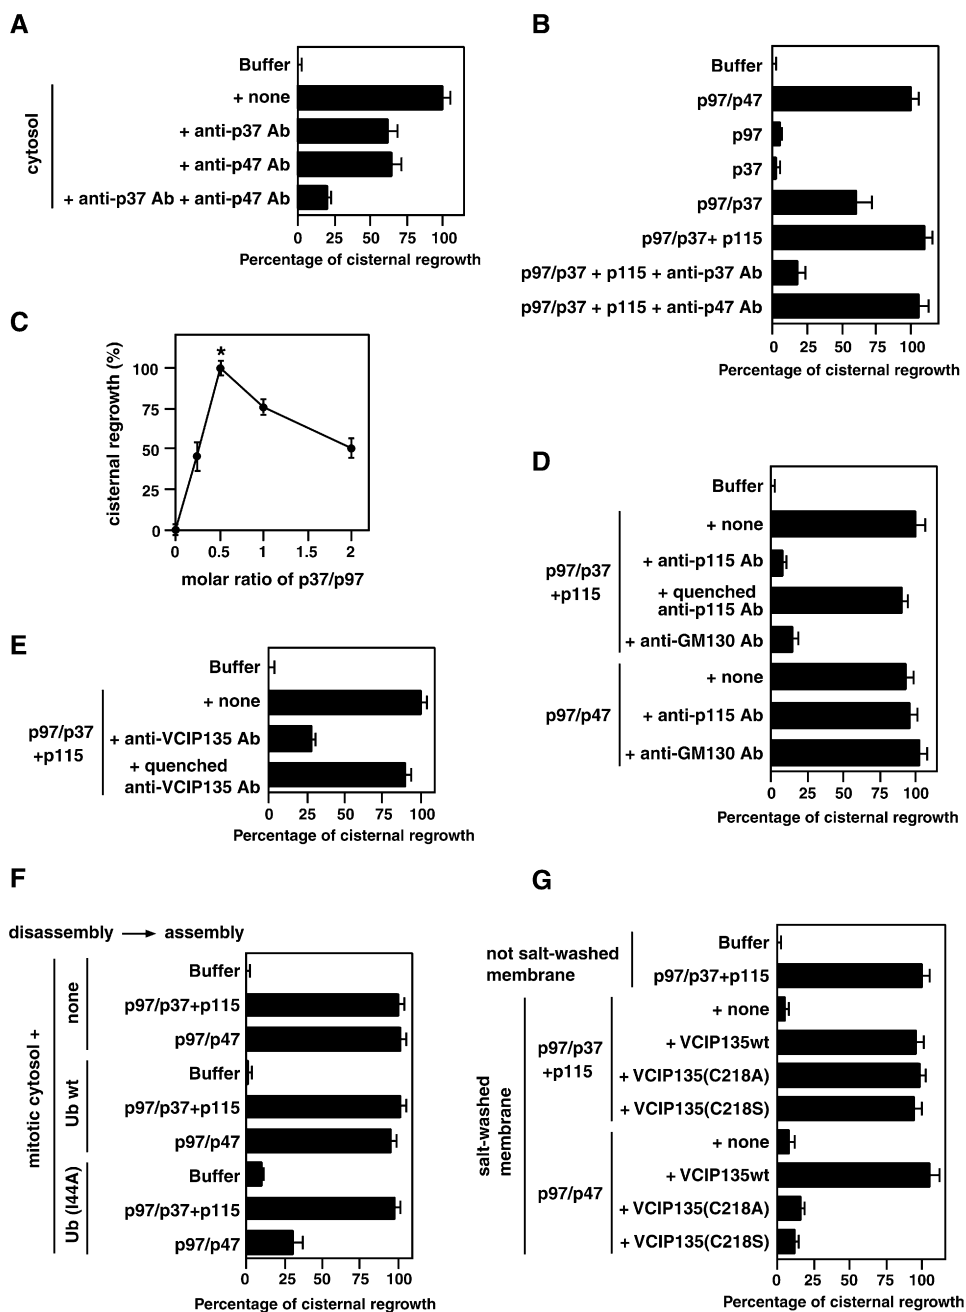 A
Buffer
+ none
+ anti-p37 Ab
+ anti-p47 Ab
+ anti-p37 Ab + anti-p47 Ab
cytosol
0 25 50 75 100
Percentage of cisternal regrowth
B
Buffer
p97/p47
p97
p37
p97/p37
p97/p37+ p115
p97/p37 + p115 + anti-p37 Ab
p97/p37 + p115 + anti-p47 Ab
0 25 50 75 100
Percentage of cisternal regrowth
C
cisternal regrowth (%)
100
75
50
25
0
*
0 0.5 1 1.5 2
molar ratio of p37/p97
D
Buffer
p97/p37
+p115
+ none
+ anti-p115 Ab
+ quenched
anti-p115 Ab
+ anti-GM130 Ab
p97/p47
+ none
+ anti-p115 Ab
+ anti-GM130 Ab
0 25 50 75 100
Percentage of cisternal regrowth
E
Buffer
p97/p37
+p115
+ none
+ anti-VCIP135 Ab
+ quenched
anti-VCIP135 Ab
0 25 50 75 100
Percentage of cisternal regrowth
F
disassembly → assembly
mitotic cytosol +
none
Buffer
p97/p37+p115
p97/p47
Ub wt
Buffer
p97/p37+p115
p97/p47
Ub (I44A)
Buffer
p97/p37+p115
p97/p47
0 25 50 75 100
Percentage of cisternal regrowth
G
not salt-washed
membrane
Buffer
p97/p37+p115
salt-washed
membrane
p97/p37
+p115
+ none
+ VCIP135wt
+ VCIP135(C218A)
+ VCIP135(C218S)
p97/p47
+ none
+ VCIP135wt
+ VCIP135(C218A)
+ VCIP135(C218S)
0 25 50 75 100
Percentage of cisternal regrowth